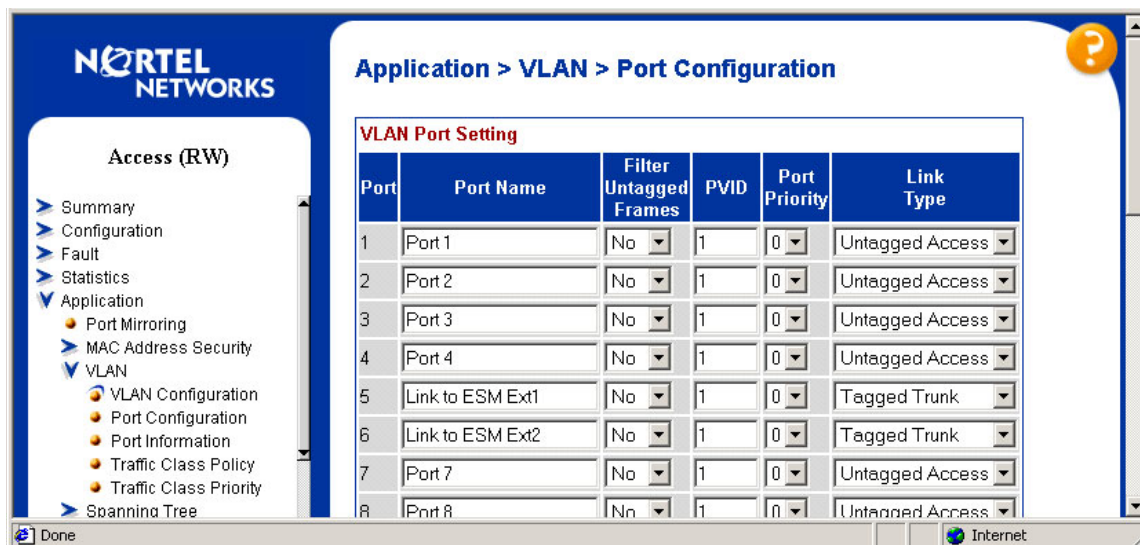 NORTEL
NETWORKS
Access (RW)
Summary
Configuration
Fault
Statistics
Application
Port Mirroring
MAC Address Security
VLAN
VLAN Configuration
Port Configuration
Port Information
Traffic Class Policy
Traffic Class Priority
Spanning Tree
Application > VLAN > Port Configuration
?
VLAN Port Setting
Port Port Name Filter Untagged Frames PVID Port Priority Link Type
1 Port 1 No 1 0 Untagged Access
2 Port 2 No 1 0 Untagged Access
3 Port 3 No 1 0 Untagged Access
4 Port 4 No 1 0 Untagged Access
5 Link to ESM Ext1 No 1 0 Tagged Trunk
6 Link to ESM Ext2 No 1 0 Tagged Trunk
7 Port 7 No 1 0 Untagged Access
8 Port 8 No 1 0 Untagged Access
Done Internet